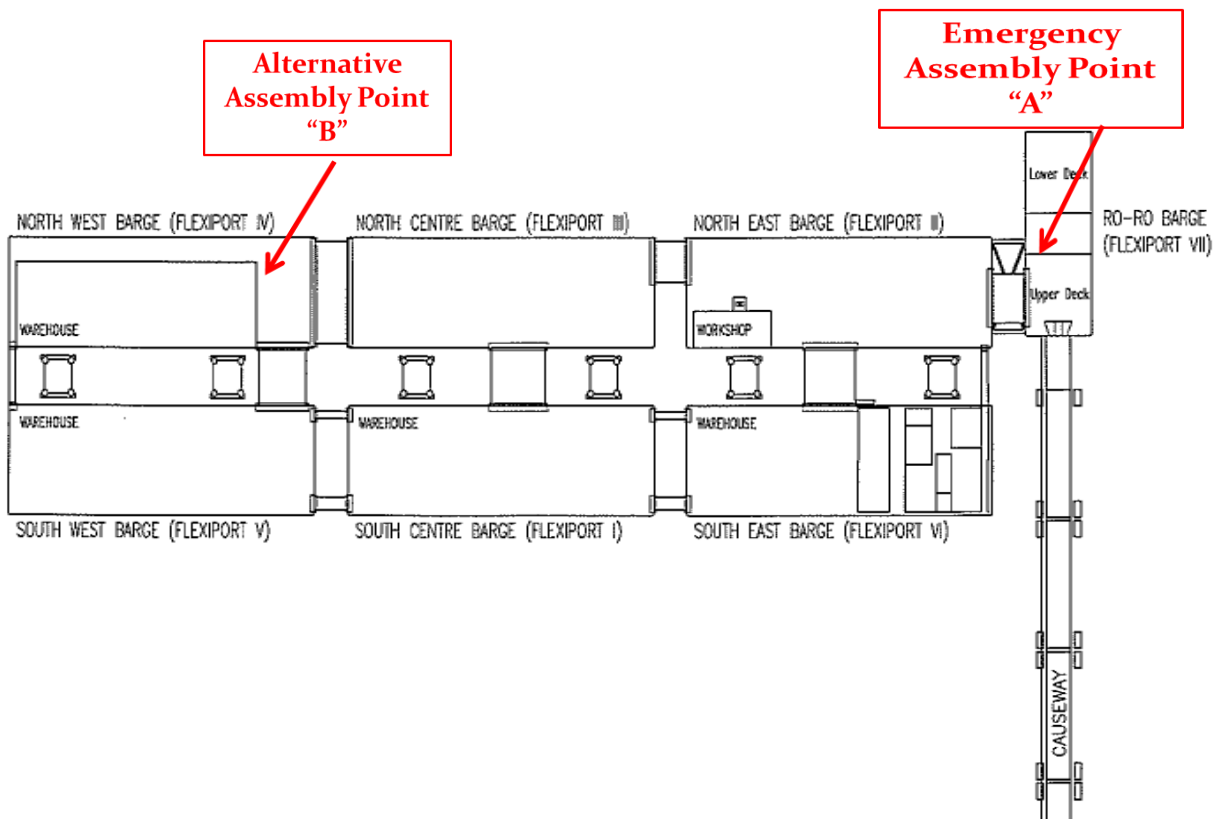 Alternative
Assembly Point
“B”
Emergency
Assembly Point
“A”
Lower Deck
NORTH WEST BARGE (FLEXIPORT IV)
NORTH CENTRE BARGE (FLEXIPORT III)
NORTH EAST BARGE (FLEXIPORT II)
RO-RO BARGE
(FLEXIPORT VII)
Upper Deck
WAREHOUSE
WORKSHOP
WAREHOUSE
WAREHOUSE
WAREHOUSE
SOUTH WEST BARGE (FLEXIPORT V)
SOUTH CENTRE BARGE (FLEXIPORT I)
SOUTH EAST BARGE (FLEXIPORT VI)
CAUSEWAY